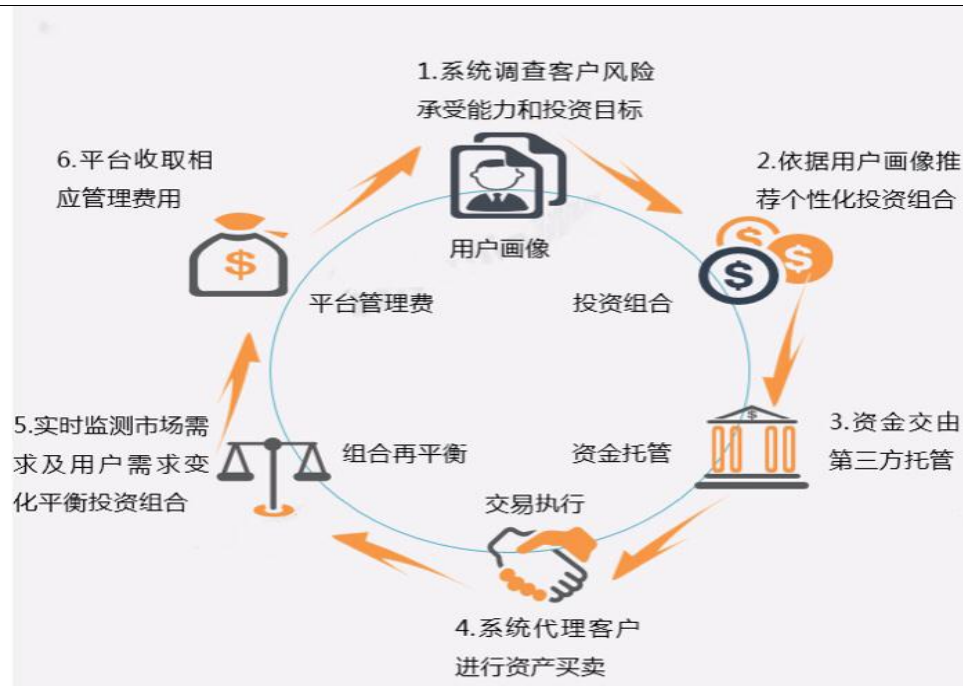 1.系统调查客户风险
承受能力和投资目标
用户画像
2.依据用户画像推
荐个性化投资组合
投资组合
3.资金交由
第三方托管
资金托管
交易执行
4.系统代理客户
进行资产买卖
5.实时监测市场需
求及用户需求变
化平衡投资组合
组合再平衡
6.平台收取相
应管理费用
平台管理费